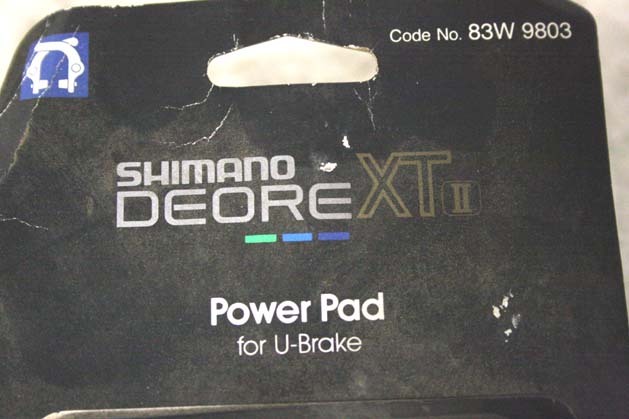 Code No. 83W 9803
SHIMANO
DEORE XT II
Power Pad
for U-Brake